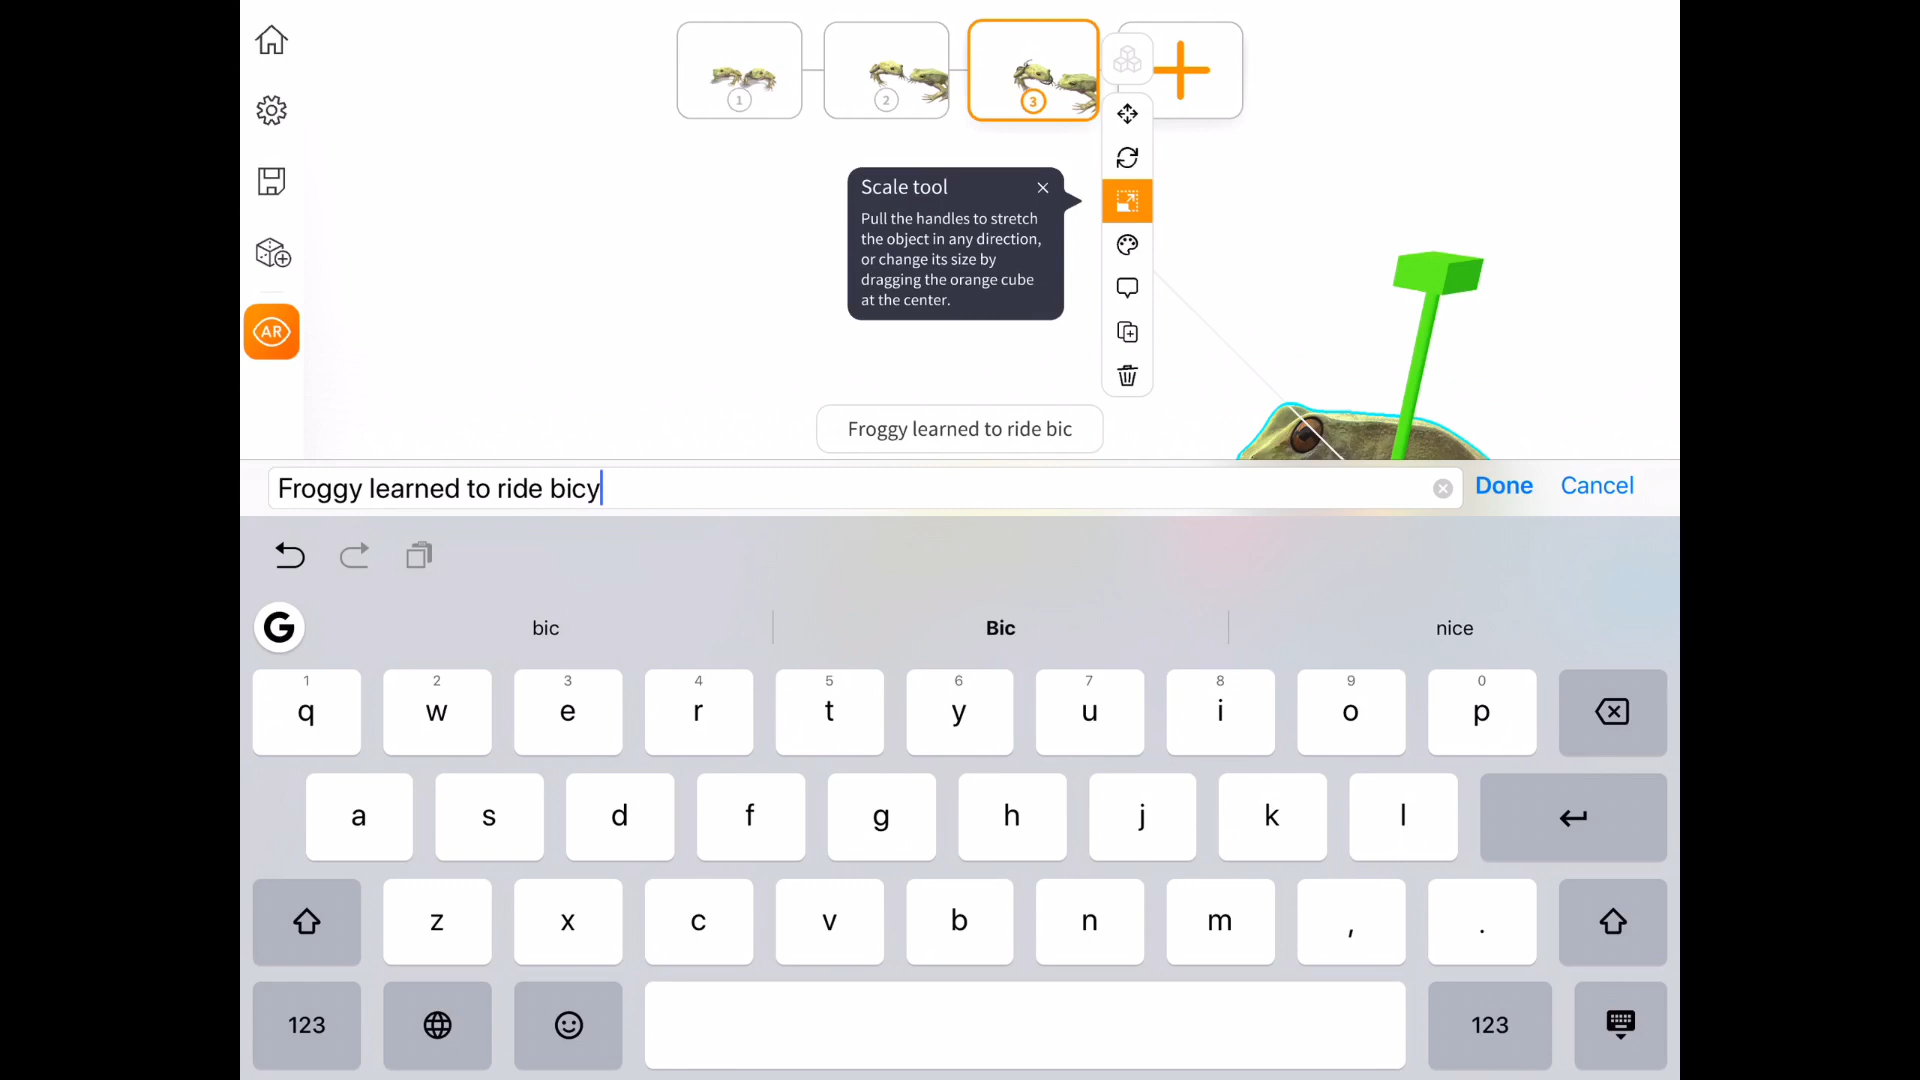 1
2
3
Scale tool
Pull the handles to stretch
the object in any direction,
or change its size by
dragging the orange cube
at the center.
AR
Froggy learned to ride bic
Froggy learned to ride bicy
Done
Cancel
G
bic
Bic
nice
1 2 3 4 5 6 7 8 9 0
q w e r t y u i o p
a s d f g h j k l
z x c v b n m , .
123
123